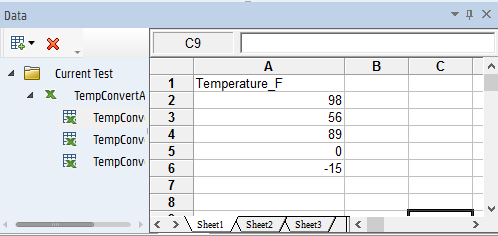 Data
C9
Current Test
TempConvertA
TempConv
TempConv
TempConv
A B C
1 Temperature_F
2 98
3 56
4 89
5 0
6 -15
7
8
Sheet1 Sheet2 Sheet3